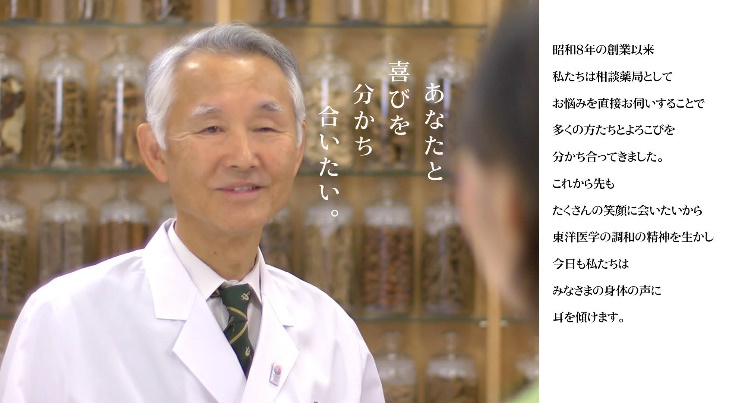 あなたと
喜びを
分かち
合いたい。
昭和8年の創業以来
私たちは相談薬局として
お悩みを直接お伺いすることで
多くの方たちとよろこびを
分かち合ってきました。
これから先も
たくさんの笑顔に会いたいから
東洋医学の調和の精神を生かし
今日も私たちは
みなさまの身体の声に
耳を傾けます。